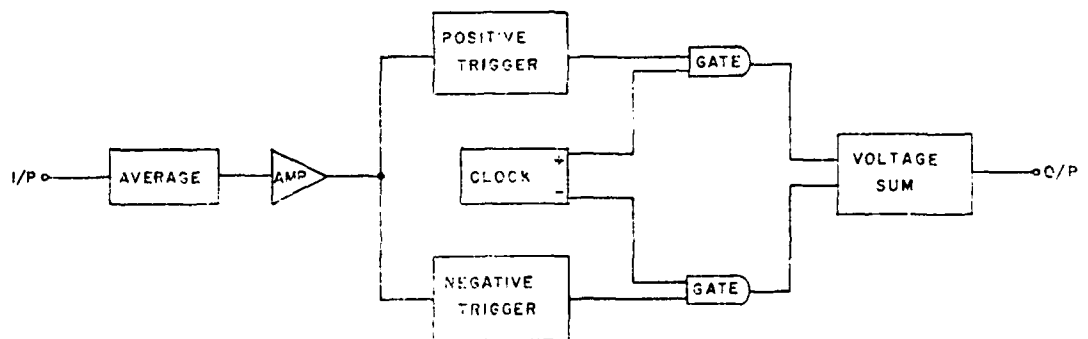 POSITIVE
TRIGGER
GATE
I/P
AVERAGE
AMP
+
CLOCK
-
VOLTAGE
SUM
O/P
NEGATIVE
TRIGGER
GATE